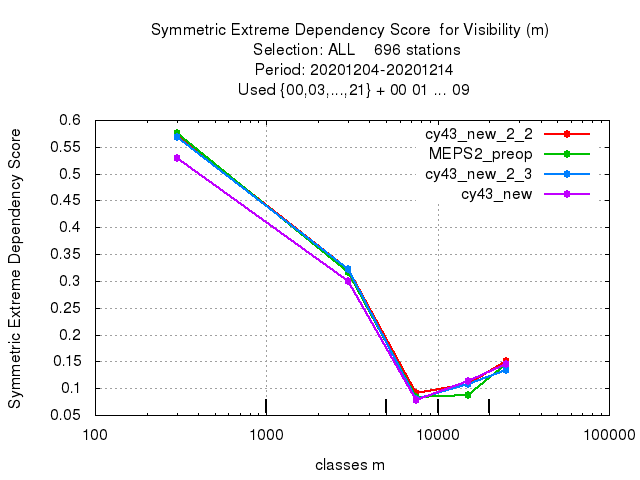 Symmetric Extreme Dependency Score  for Visibility (m)
Selection: ALL    696 stations
Period: 20201204-20201214
Used {00,03,...,21} + 00 01 ... 09
Symmetric Extreme Dependency Score
0.6
0.55
0.5
0.45
0.4
0.35
0.3
0.25
0.2
0.15
0.1
0.05
cy43_new_2_2
MEPS2_preop
cy43_new_2_3
cy43_new
100
1000
10000
100000
classes m